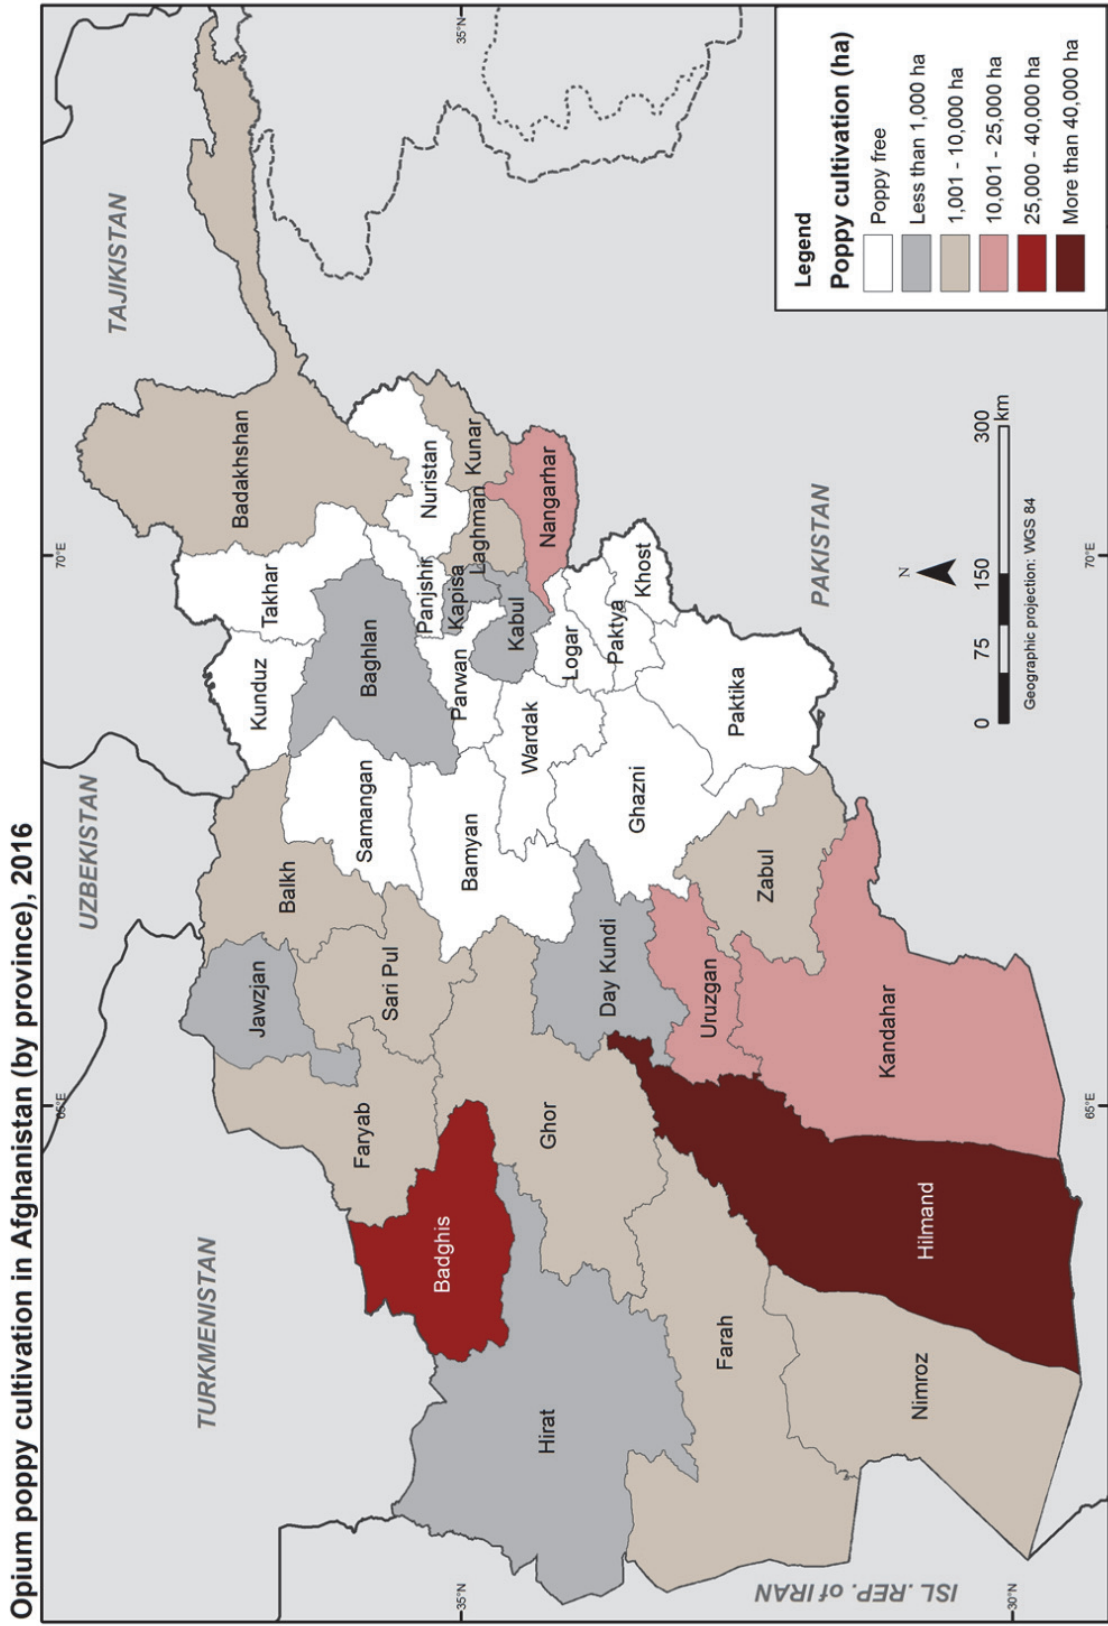 Opium poppy cultivation in Afghanistan (by province), 2016
65°E
70°E
35°N
35°N
30°N
65°E
70°E
UZBEKISTAN
TAJIKISTAN
TURKMENISTAN
ISL. REP. of IRAN
PAKISTAN
Badakhshan
Takhar
Kunduz
Balkh
Jawzjan
Baghlan
Samangan
Sari Pul
Faryab
Nuristan
Kunar
Panjshir
Laghman
Kapisa
Parwan
Bamyan
Badghis
Kabul
Nangarhar
Wardak
Ghor
Hirat
Logar
Day Kundi
Paktya
Khost
Ghazni
Uruzgan
Farah
Paktika
Zabul
Kandahar
Hilmand
Nimroz
N
0 75 150 300
km
Geographic projection: WGS 84
Legend
Poppy cultivation (ha)
Poppy free
Less than 1,000 ha
1,001 - 10,000 ha
10,001 - 25,000 ha
25,000 - 40,000 ha
More than 40,000 ha